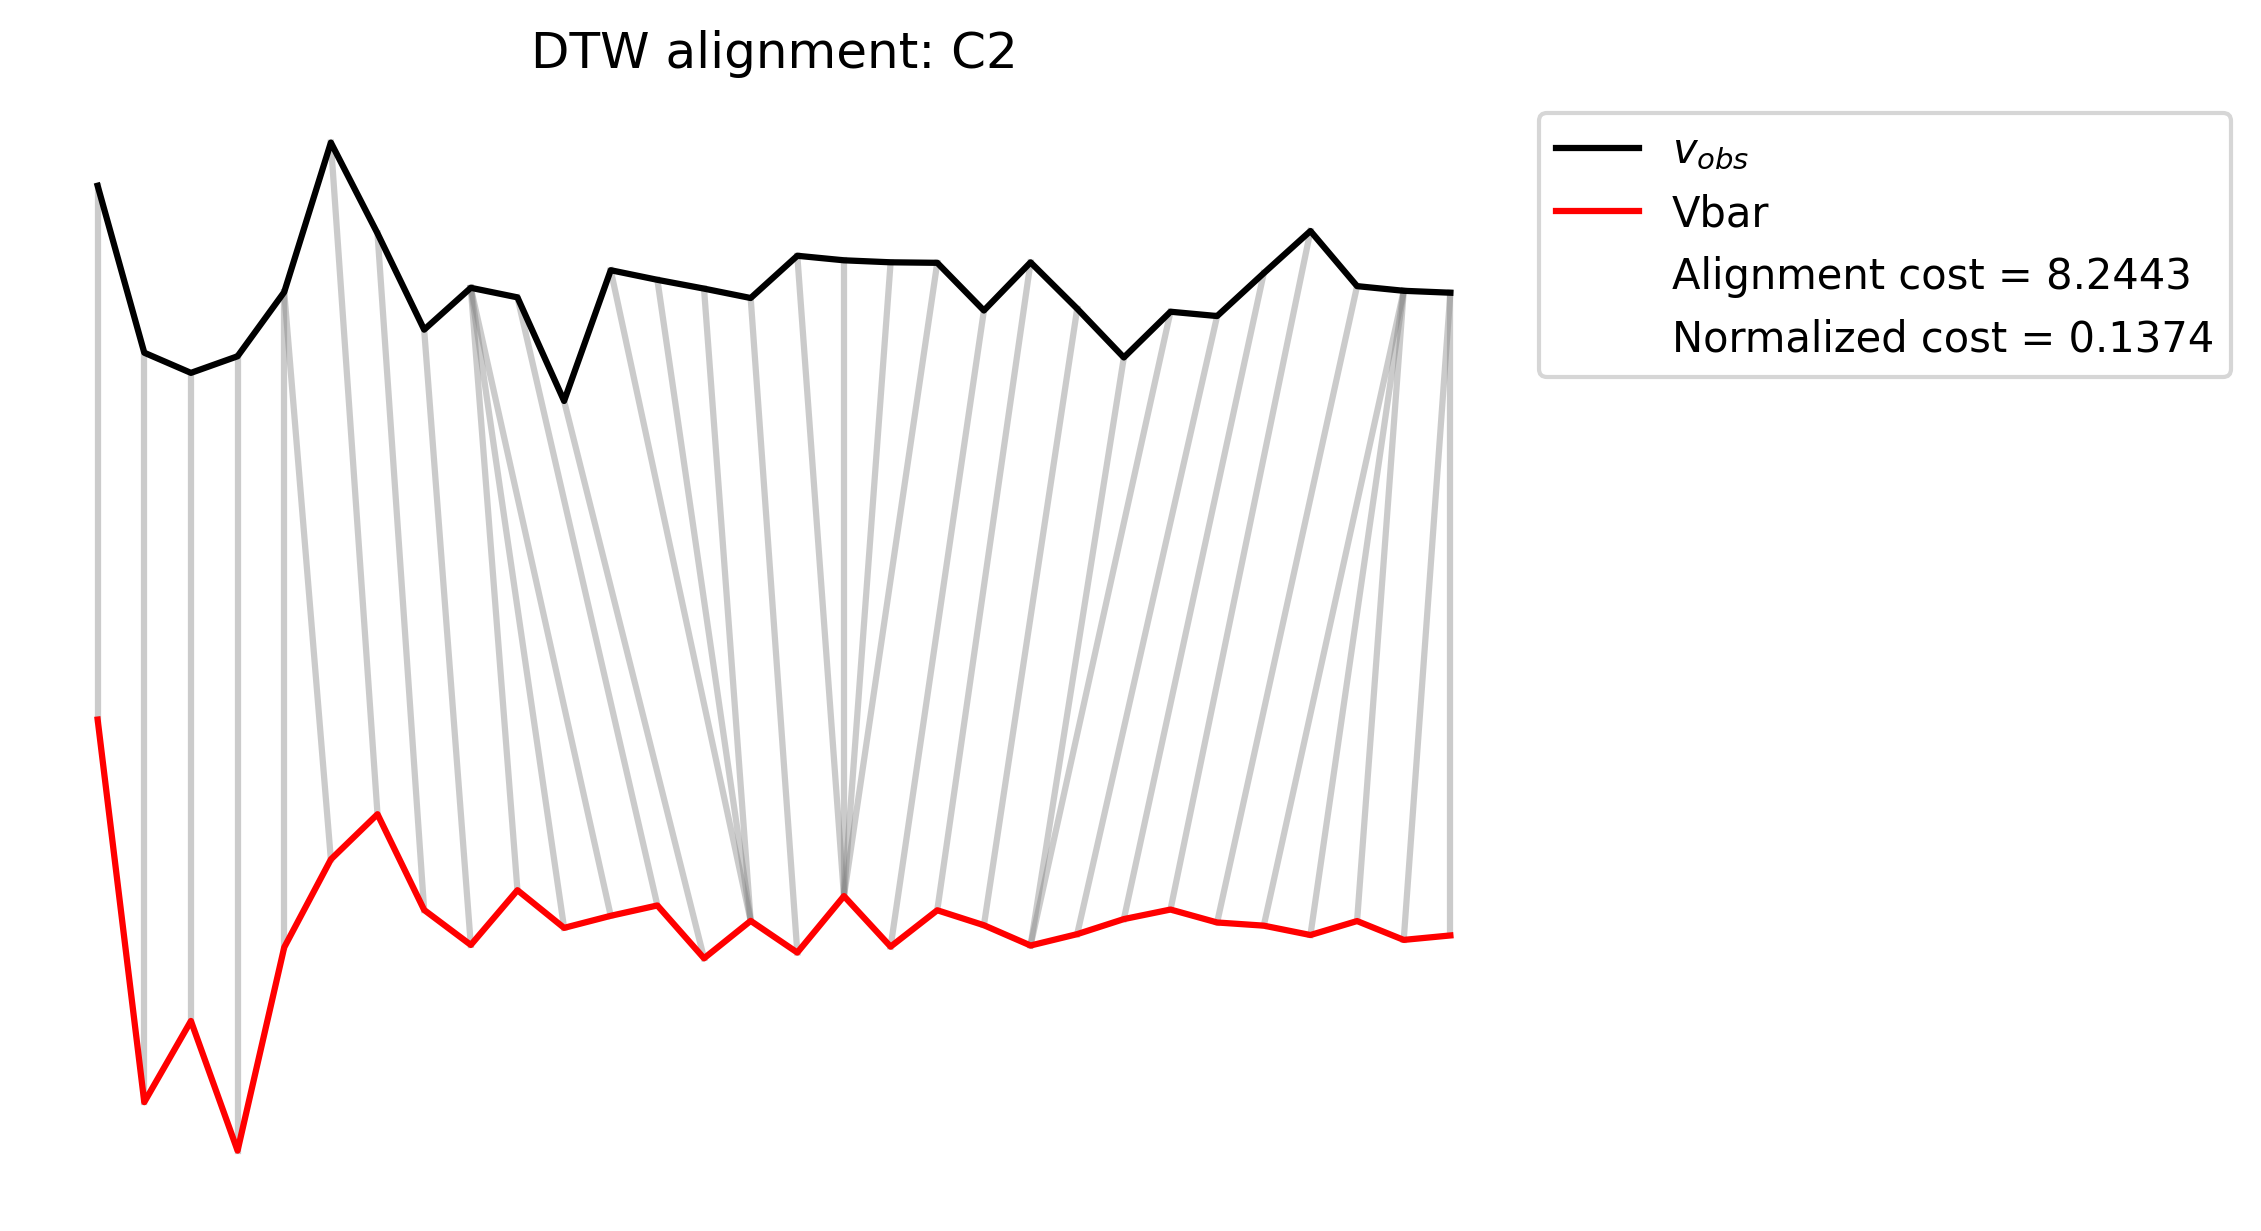 DTW alignment: C2
v_obs
Vbar
Alignment cost = 8.2443
Normalized cost = 0.1374